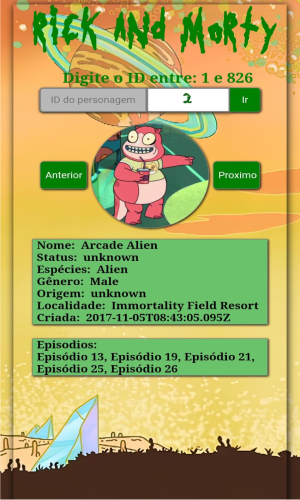 Rick and Morty
Digite o ID entre: 1 e 826
ID do personagem 2 Ir
Anterior Proximo
Nome: Arcade Alien
Status: unknown
Espécies: Alien
Gênero: Male
Origem: unknown
Localidade: Immortality Field Resort
Criada: 2017-11-05T08:43:05.095Z
Episodios:
Episódio 13, Episódio 19, Episódio 21,
Episódio 25, Episódio 26